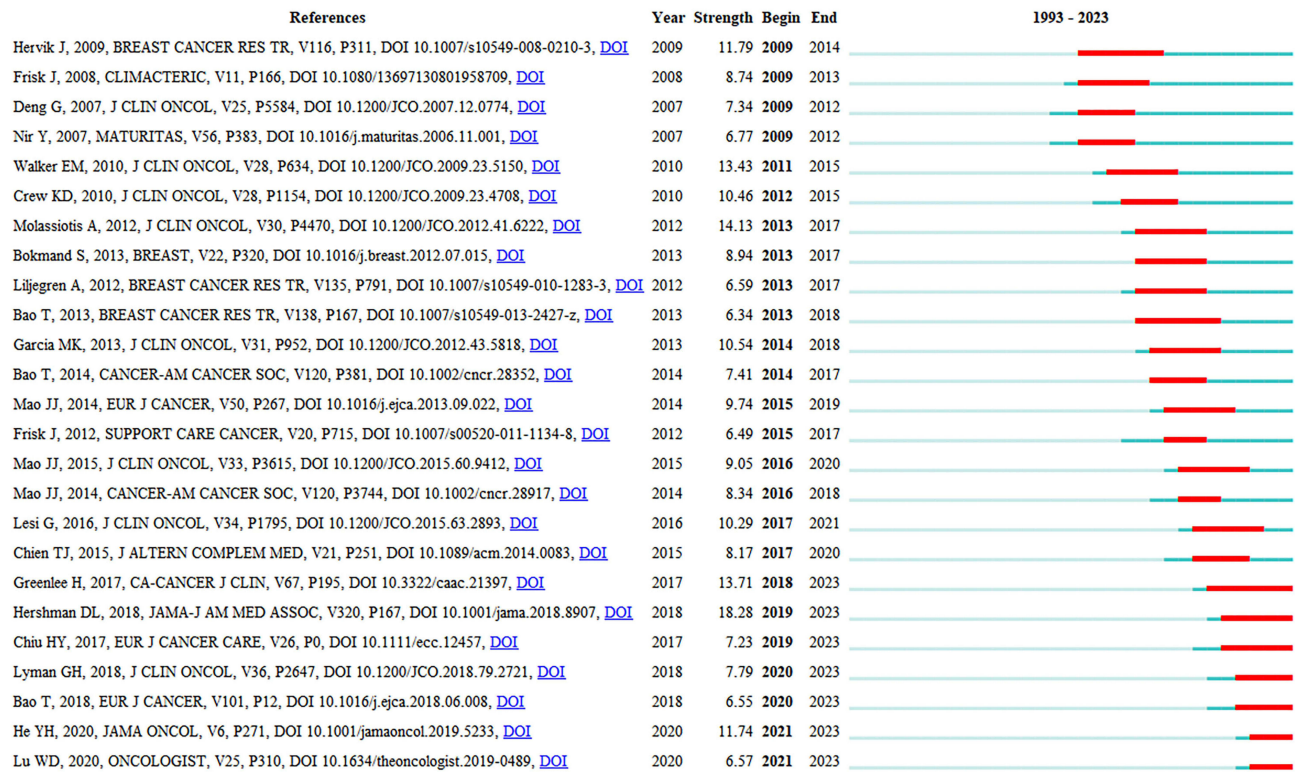 References Year Strength Begin End 1993 - 2023
Hervik J, 2009, BREAST CANCER RES TR, V116, P311, DOI 10.1007/s10549-008-0210-3, DOI 2009 11.79 2009 2014
Frisk J, 2008, CLIMACTERIC, V11, P166, DOI 10.1080/13697130801958709, DOI 2008 8.74 2009 2013
Deng G, 2007, J CLIN ONCOL, V25, P5584, DOI 10.1200/JCO.2007.12.0774, DOI 2007 7.34 2009 2012
Nir Y, 2007, MATURITAS, V56, P383, DOI 10.1016/j.maturitas.2006.11.001, DOI 2007 6.77 2009 2012
Walker EM, 2010, J CLIN ONCOL, V28, P634, DOI 10.1200/JCO.2009.23.5150, DOI 2010 13.43 2011 2015
Crew KD, 2010, J CLIN ONCOL, V28, P1154, DOI 10.1200/JCO.2009.23.4708, DOI 2010 10.46 2012 2015
Molassiotis A, 2012, J CLIN ONCOL, V30, P4470, DOI 10.1200/JCO.2012.41.6222, DOI 2012 14.13 2013 2017
Bokmand S, 2013, BREAST, V22, P320, DOI 10.1016/j.breast.2012.07.015, DOI 2013 8.94 2013 2017
Liljegren A, 2012, BREAST CANCER RES TR, V135, P791, DOI 10.1007/s10549-010-1283-3, DOI 2012 6.59 2013 2017
Bao T, 2013, BREAST CANCER RES TR, V138, P167, DOI 10.1007/s10549-013-2427-z, DOI 2013 6.34 2013 2018
Garcia MK, 2013, J CLIN ONCOL, V31, P952, DOI 10.1200/JCO.2012.43.5818, DOI 2013 10.54 2014 2018
Bao T, 2014, CANCER-AM CANCER SOC, V120, P381, DOI 10.1002/cncr.28352, DOI 2014 7.41 2014 2017
Mao JJ, 2014, EUR J CANCER, V50, P267, DOI 10.1016/j.ejca.2013.09.022, DOI 2014 9.74 2015 2019
Frisk J, 2012, SUPPORT CARE CANCER, V20, P715, DOI 10.1007/s00520-011-1134-8, DOI 2012 6.49 2015 2017
Mao JJ, 2015, J CLIN ONCOL, V33, P3615, DOI 10.1200/JCO.2015.60.9412, DOI 2015 9.05 2016 2020
Mao JJ, 2014, CANCER-AM CANCER SOC, V120, P3744, DOI 10.1002/cncr.28917, DOI 2014 8.34 2016 2018
Lesi G, 2016, J CLIN ONCOL, V34, P1795, DOI 10.1200/JCO.2015.63.2893, DOI 2016 10.29 2017 2021
Chien TJ, 2015, J ALTERN COMPLEM MED, V21, P251, DOI 10.1089/acm.2014.0083, DOI 2015 8.17 2017 2020
Greenlee H, 2017, CA-CANCER J CLIN, V67, P195, DOI 10.3322/caac.21397, DOI 2017 13.71 2018 2023
Hershman DL, 2018, JAMA-J AM MED ASSOC, V320, P167, DOI 10.1001/jama.2018.8907, DOI 2018 18.28 2019 2023
Chiu HY, 2017, EUR J CANCER CARE, V26, P0, DOI 10.1111/ecc.12457, DOI 2017 7.23 2019 2023
Lyman GH, 2018, J CLIN ONCOL, V36, P2647, DOI 10.1200/JCO.2018.79.2721, DOI 2018 7.79 2020 2023
Bao T, 2018, EUR J CANCER, V101, P12, DOI 10.1016/j.ejca.2018.06.008, DOI 2018 6.55 2020 2023
He YH, 2020, JAMA ONCOL, V6, P271, DOI 10.1001/jamaoncol.2019.5233, DOI 2020 11.74 2021 2023
Lu WD, 2020, ONCOLOGIST, V25, P310, DOI 10.1634/theoncologist.2019-0489, DOI 2020 6.57 2021 2023